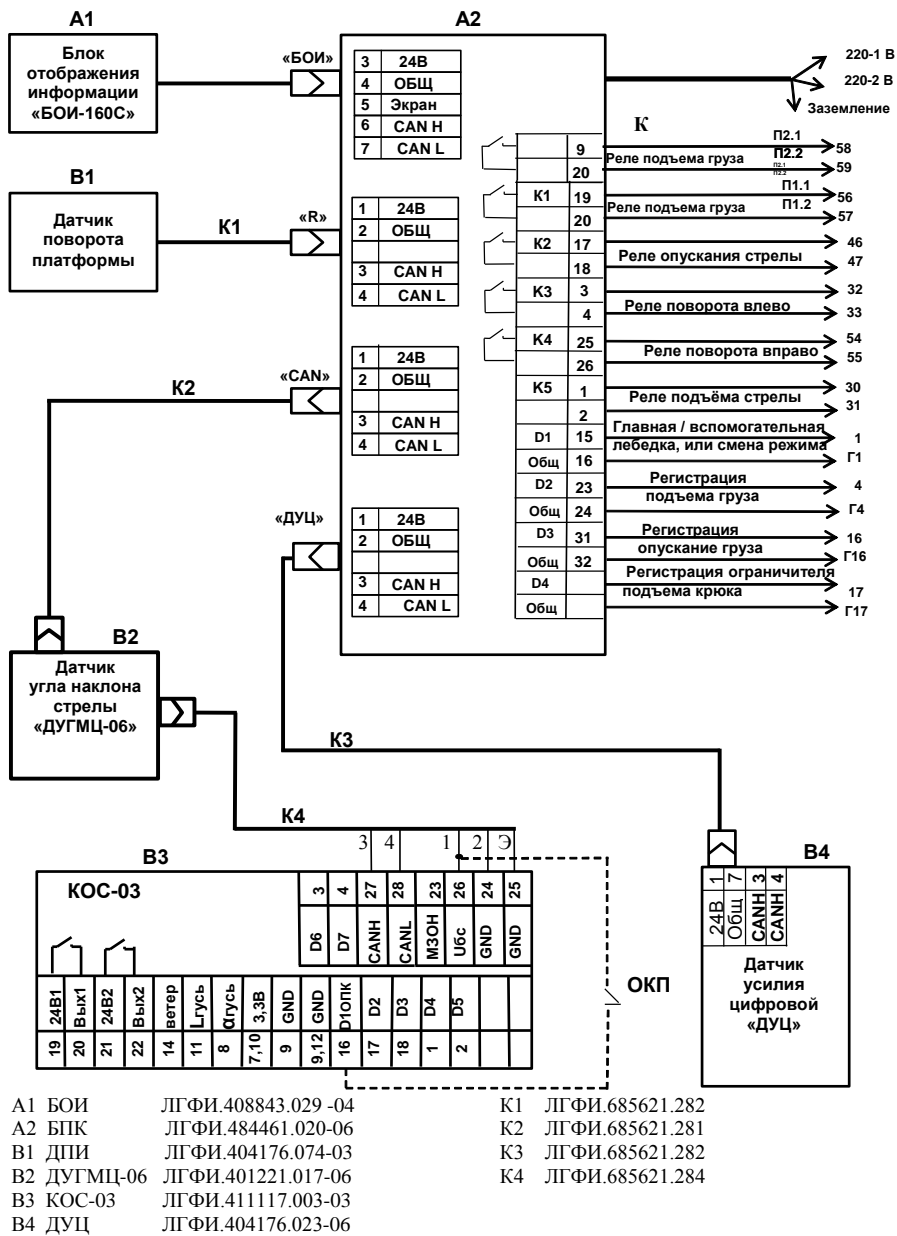 А1
Блок
отображения
информации
«БОИ-160С»
«БОИ»
А2
3 24В
4 ОБЩ
5 Экран
6 CAN H
7 CAN L
220-1 В
220-2 В
Заземление
К
9
20
Реле подъема груза
П2.1
П2.2
П2.1
П2.2
58
59
К1 19
20
Реле подъема груза
П1.1
П1.2
56
57
К2 17
18
Реле опускания стрелы
46
47
К3 3
4
Реле поворота влево
32
33
К4 25
26
Реле поворота вправо
54
55
К5 1
2
Реле подъёма стрелы
30
31
D1 15
Общ 16
Главная / вспомогательная
лебедка, или смена режима
1
Г1
D2 23
Общ 24
Регистрация
подъема груза
4
Г4
D3 31
Общ 32
Регистрация
опускание груза
16
Г16
D4
Общ
Регистрация ограничителя
подъема крюка
17
Г17
В1
Датчик
поворота
платформы
К1
«R»
1 24В
2 ОБЩ
3 CAN H
4 CAN L
К2
«CAN»
1 24В
2 ОБЩ
3 CAN H
4 CAN L
«ДУЦ»
1 24В
2 ОБЩ
3 CAN H
4 CAN L
В2
Датчик
угла наклона
стрелы
«ДУГМЦ-06»
К3
К4
3 4 1 2 Э
В3
КОС-03
3 4 27 28 23 26 24 25
D6 D7 CANH CANL МЗОН Uбс GND GND
24В1 Вых1 24В2 Вых2 ветер Lгусь αгусь 3,3В GND GND D1ОПК D2 D3 D4 D5
19 20 21 22 14 11 8 7,10 9 9,12 16 17 18 1 2
ОКП
В4
1 7 3 4
24В Общ CANH CANH
Датчик
усилия
цифровой
«ДУЦ»
А1 БОИ ЛГФИ.408843.029 -04
А2 БПК ЛГФИ.484461.020-06
В1 ДПИ ЛГФИ.404176.074-03
В2 ДУГМЦ-06 ЛГФИ.401221.017-06
В3 КОС-03 ЛГФИ.411117.003-03
В4 ДУЦ ЛГФИ.404176.023-06
К1 ЛГФИ.685621.282
К2 ЛГФИ.685621.281
К3 ЛГФИ.685621.282
К4 ЛГФИ.685621.284